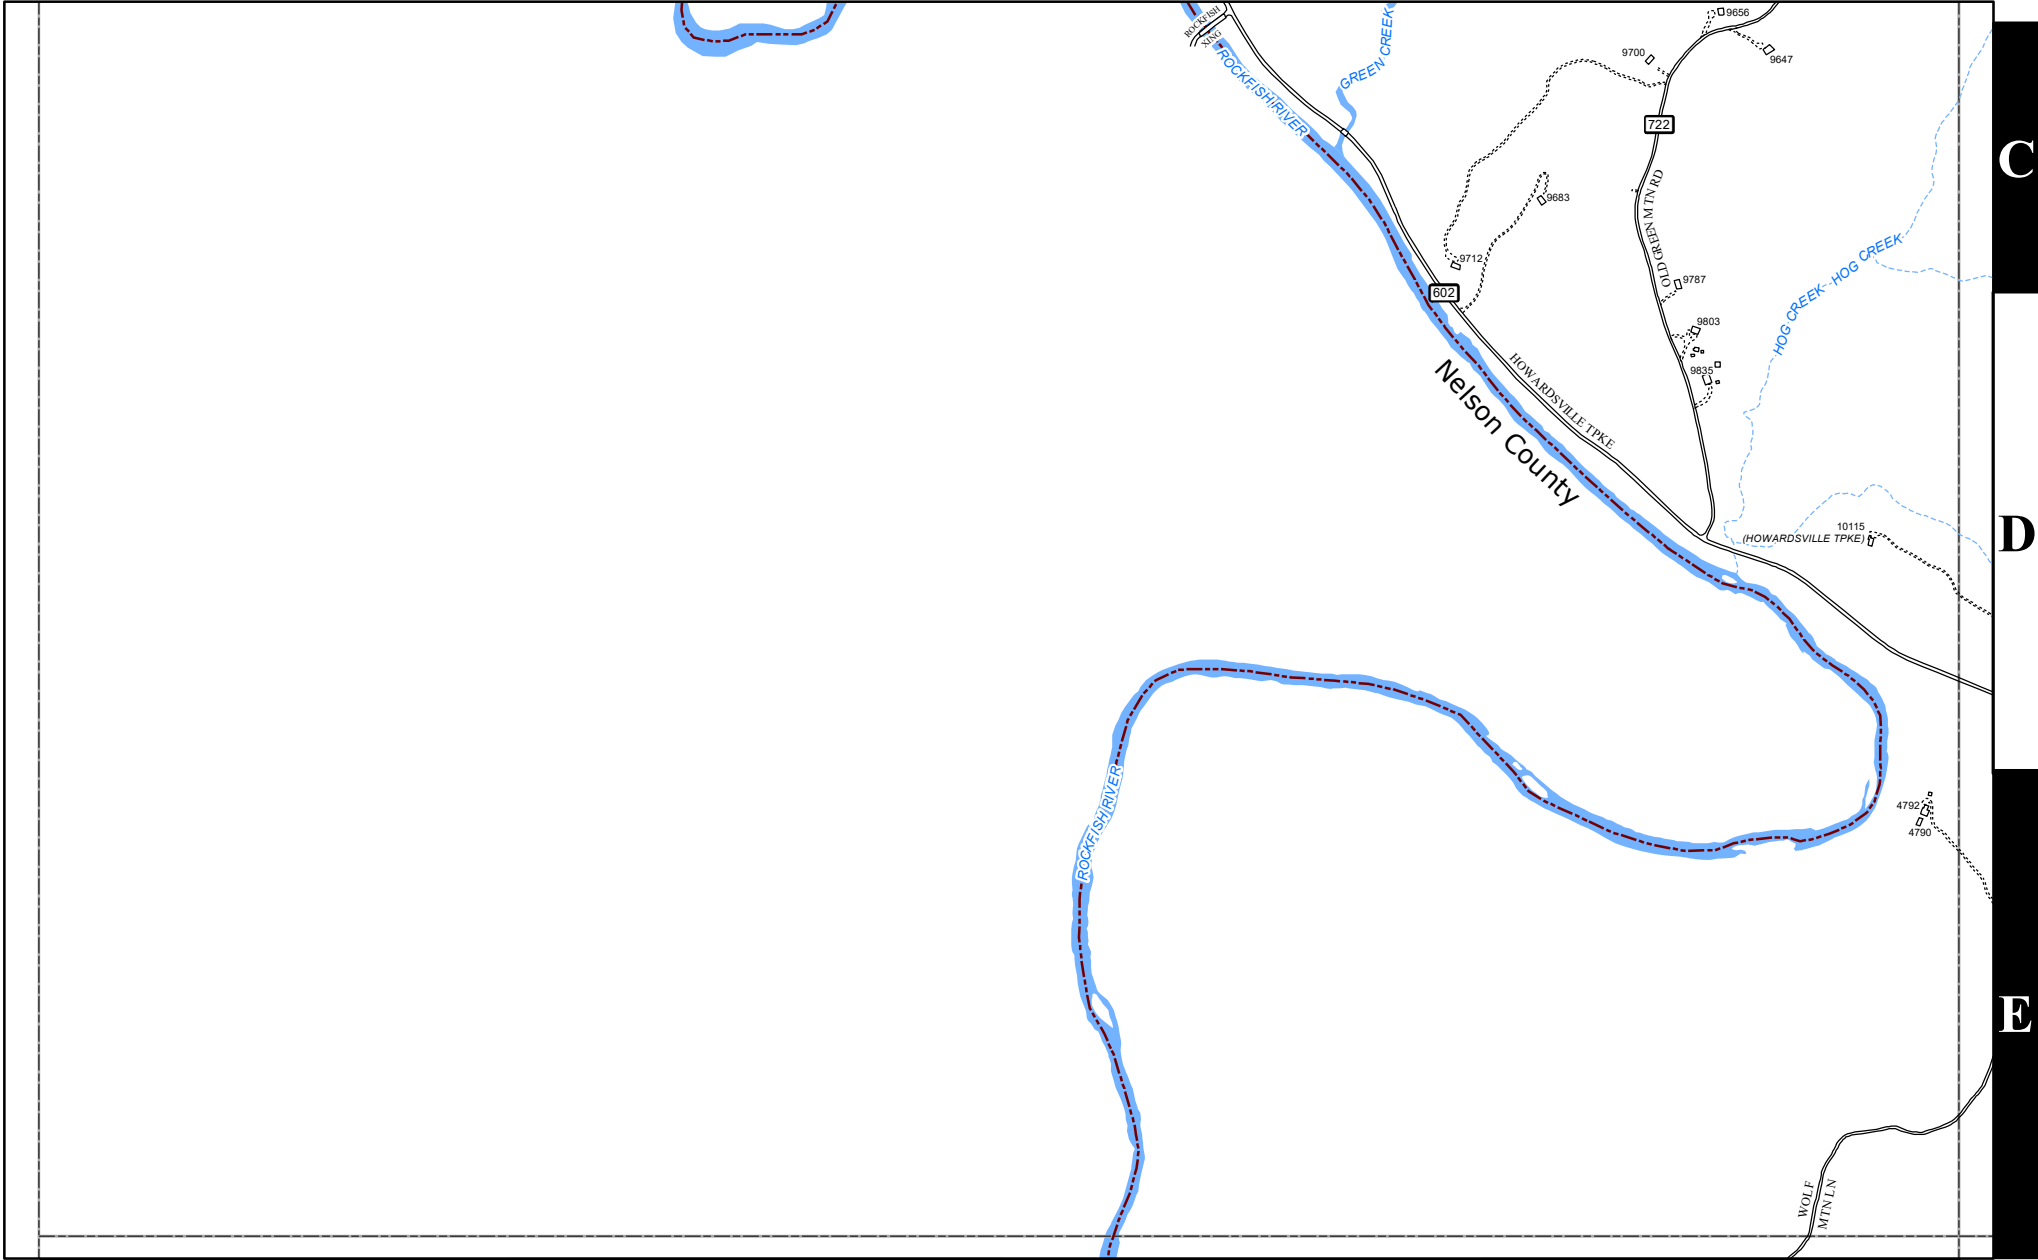 ROCKFISH
XING
9656
9647
9700
GREEN CREEK
ROCKFISH RIVER
722
C
9683
OLD GREEN MTN RD
HOG CREEK
HOG CREEK
9712
9787
602
9803
9835
HOWARDSVILLE TPKE
Nelson County
10115
(HOWARDSVILLE TPKE)
D
ROCKFISH RIVER
4792
4790
E
WOLF
MTN LN